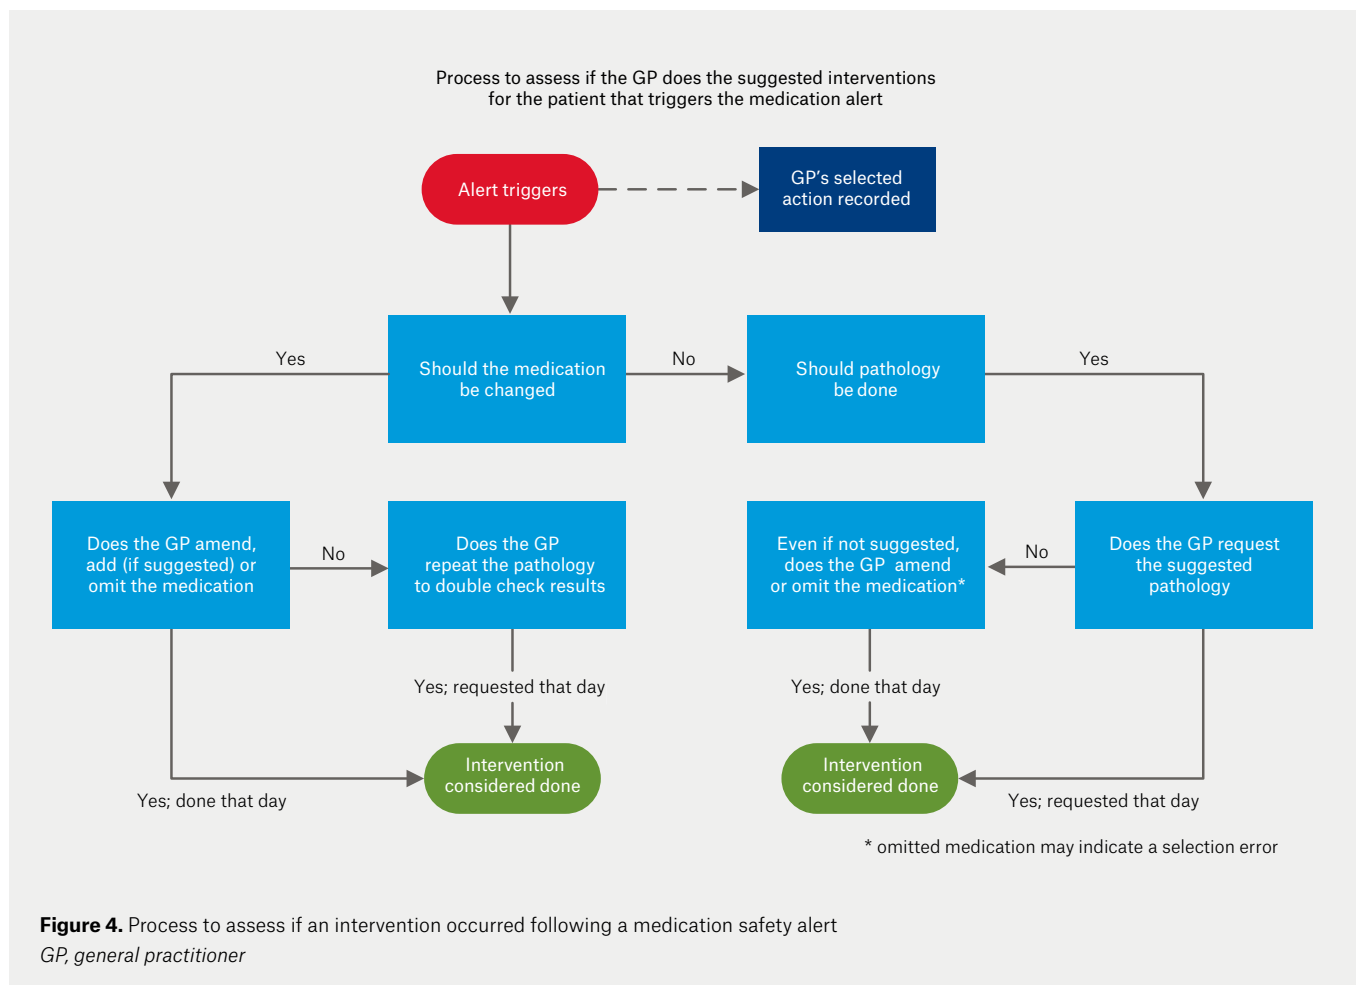 Process to assess if the GP does the suggested interventions
for the patient that triggers the medication alert
Alert triggers
GP’s selected
action recorded
Yes
Should the medication
be changed
No
Should pathology
be done
Yes
Does the GP amend,
add (if suggested) or
omit the medication
No
Does the GP
repeat the pathology
to double check results
Even if not suggested,
does the GP amend
or omit the medication*
No
Does the GP request
the suggested
pathology
Yes; requested that day
Yes; done that day
Intervention
considered done
Intervention
considered done
Yes; done that day
Yes; requested that day
* omitted medication may indicate a selection error
Figure 4. Process to assess if an intervention occurred following a medication safety alert
GP, general practitioner